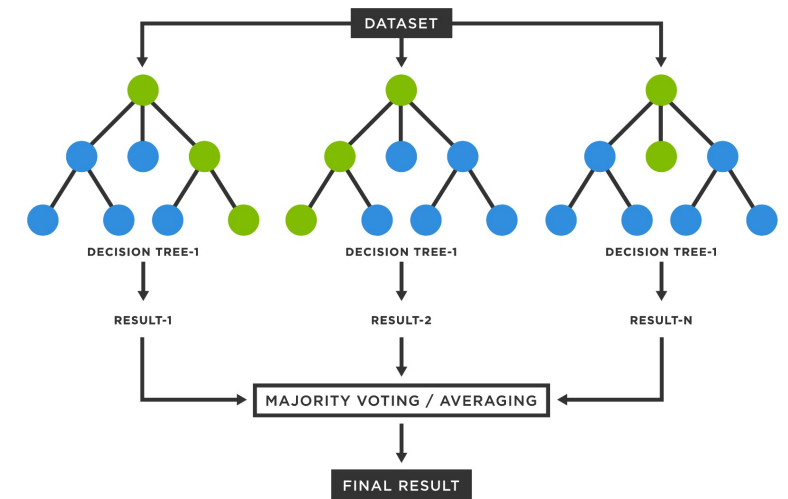 DATASET
DECISION TREE-1
DECISION TREE-1
DECISION TREE-1
RESULT-1
RESULT-2
RESULT-N
MAJORITY VOTING / AVERAGING
FINAL RESULT